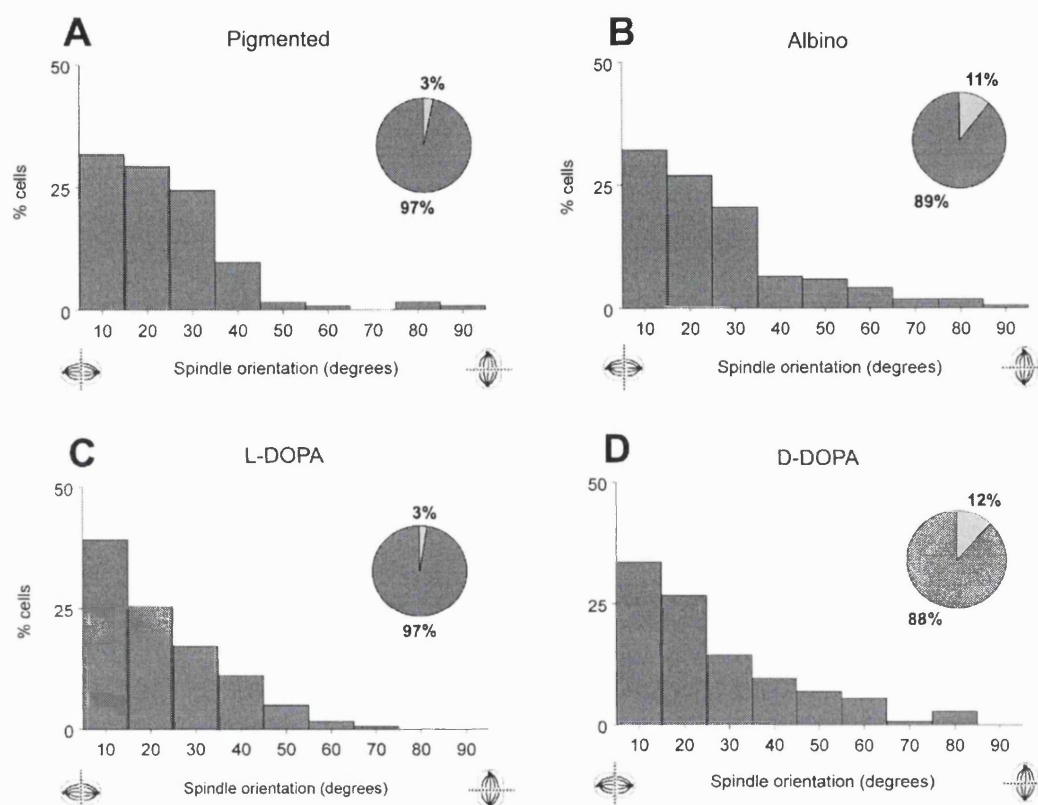 A
Pigmented
50
25
0
% cells
3%
97%
10 20 30 40 50 60 70 80 90
Spindle orientation (degrees)
B
Albino
50
25
0
% cells
11%
89%
10 20 30 40 50 60 70 80 90
Spindle orientation (degrees)
C
L-DOPA
50
25
0
% cells
3%
97%
10 20 30 40 50 60 70 80 90
Spindle orientation (degrees)
D
D-DOPA
50
25
0
12%
88%
10 20 30 40 50 60 70 80 90
Spindle orientation (degrees)